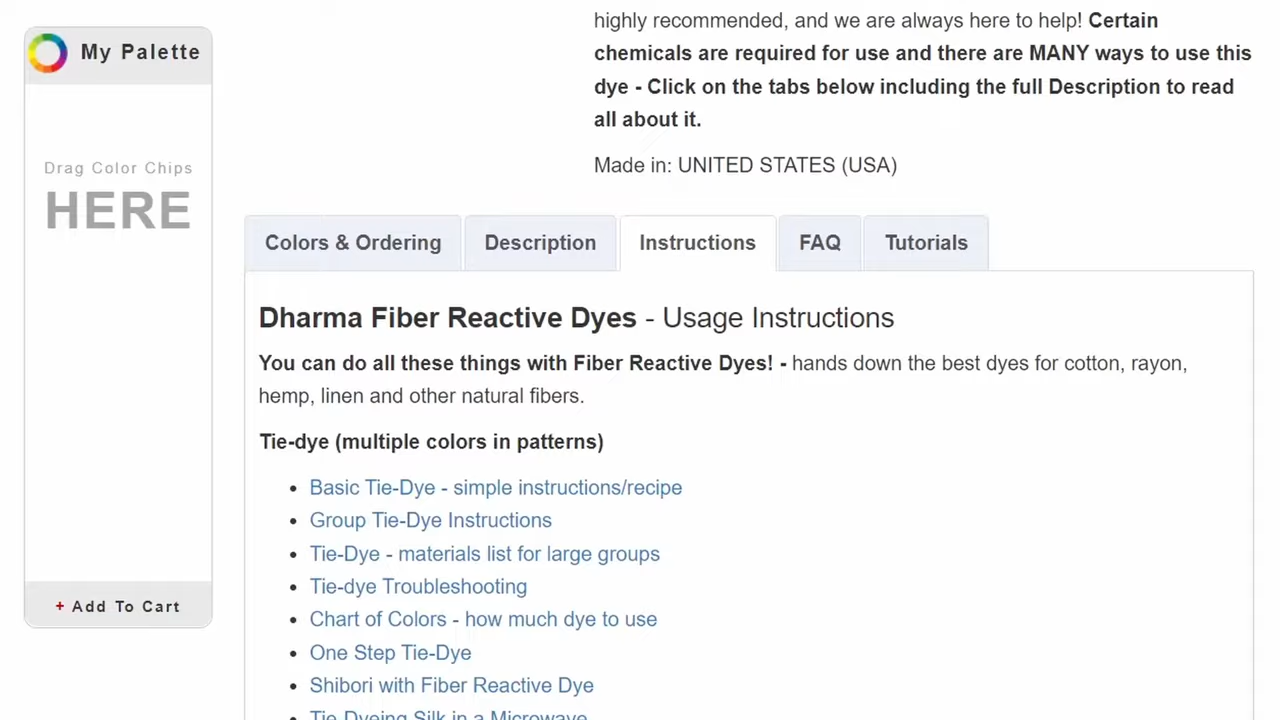 highly recommended, and we are always here to help! Certain
chemicals are required for use and there are MANY ways to use this
dye - Click on the tabs below including the full Description to read
all about it.
Made in: UNITED STATES (USA)
My Palette
Drag Color Chips
HERE
+ Add To Cart
Colors & Ordering Description Instructions FAQ Tutorials
Dharma Fiber Reactive Dyes - Usage Instructions
You can do all these things with Fiber Reactive Dyes! - hands down the best dyes for cotton, rayon,
hemp, linen and other natural fibers.
Tie-dye (multiple colors in patterns)
• Basic Tie-Dye - simple instructions/recipe
• Group Tie-Dye Instructions
• Tie-Dye - materials list for large groups
• Tie-dye Troubleshooting
• Chart of Colors - how much dye to use
• One Step Tie-Dye
• Shibori with Fiber Reactive Dye
• Tie-Dyeing Silk in a Microwave